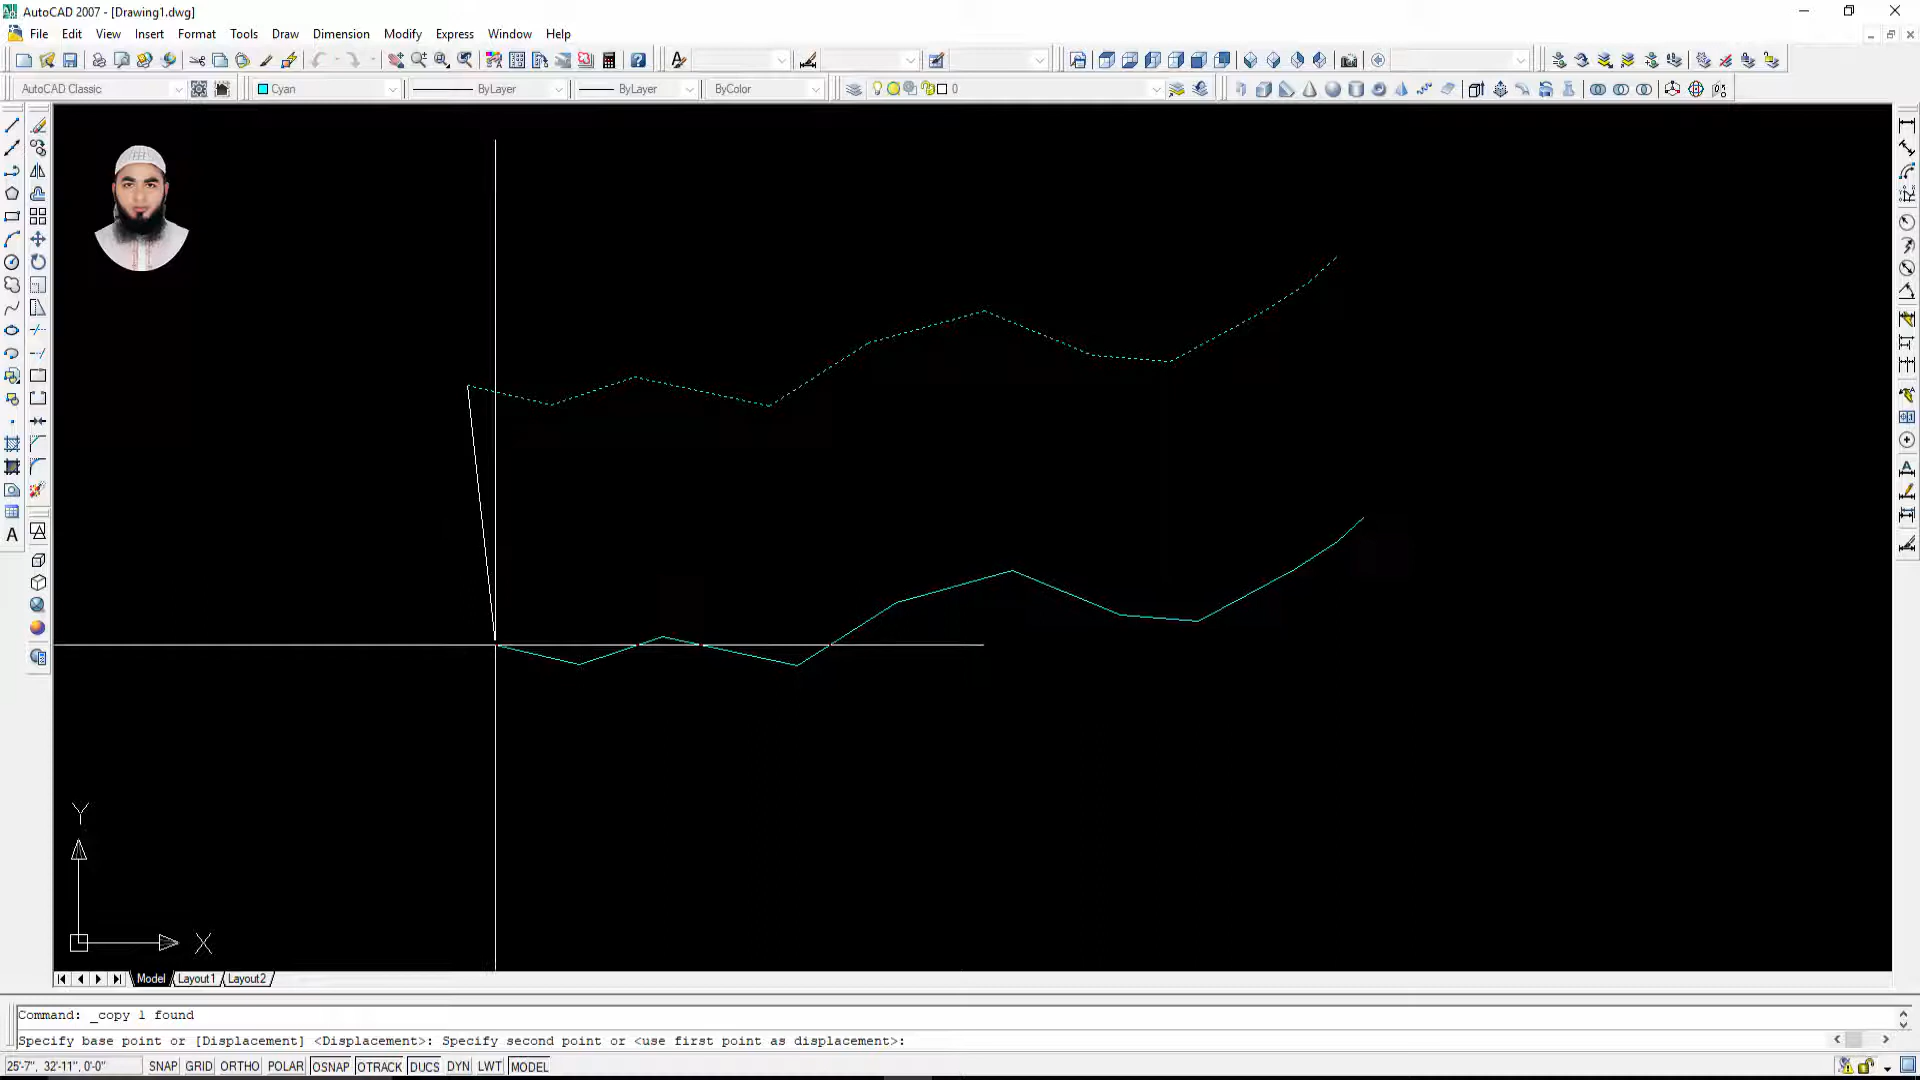 AutoCAD 2007 - [Drawing1.dwg]
File Edit View Insert Format Tools Draw Dimension Modify Express Window Help
AutoCAD Classic Cyan ByLayer ByLayer ByColor 0
A
Y
X
Model Layout1 Layout2
Command: _copy 1 found
Specify base point or [Displacement] <Displacement>: Specify second point or <use first point as displacement>:
25'-7", 32'-11", 0'-0" SNAP GRID ORTHO POLAR OSNAP OTRACK DUCS DYN LWT MODEL